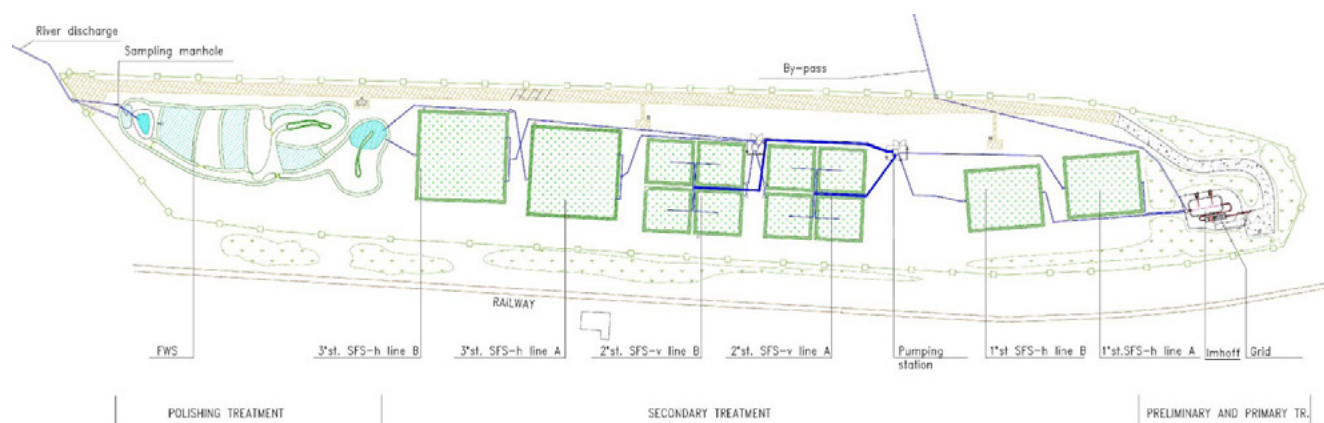 River discharge
Sampling manhole
By-pass
RAILWAY
FWS
3°st. SFS-h line B
3°st. SFS-h line A
2°st. SFS-v line B
2°st. SFS-v line A
Pumping
station
1°st SFS-h line B
1°st.SFS-h line A
Imhoff
Grid
POLISHING TREATMENT
SECONDARY TREATMENT
PRELIMINARY AND PRIMARY TR.